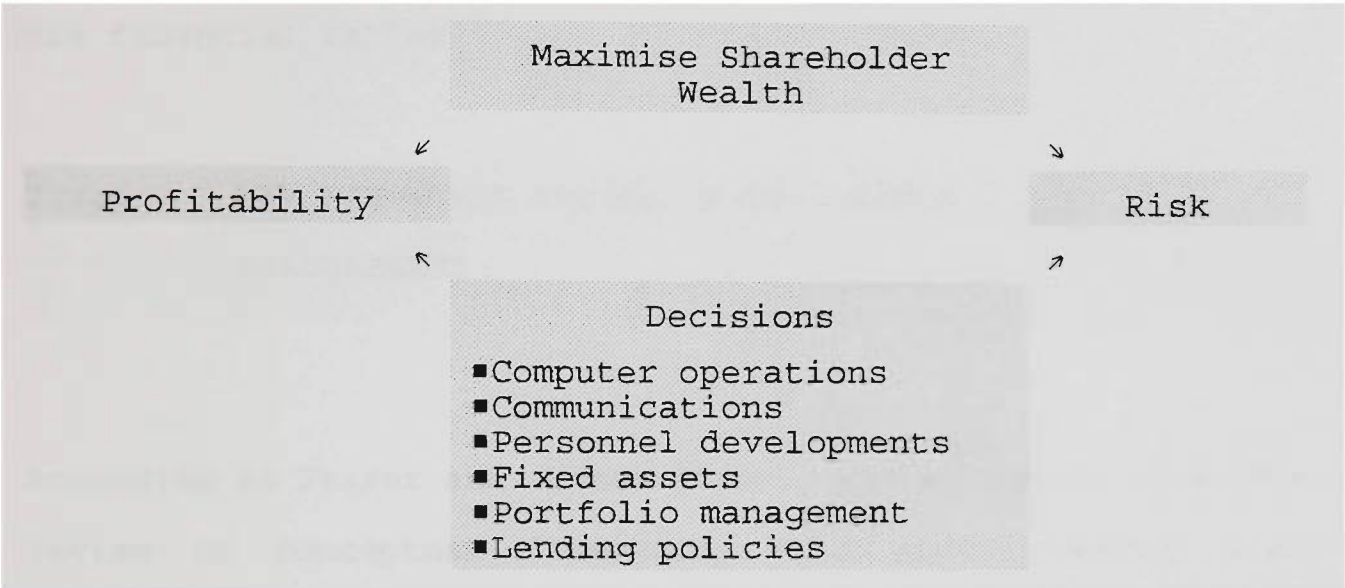 Maximise Shareholder
Wealth
Profitability
Risk
Decisions
▪Computer operations
▪Communications
▪Personnel developments
▪Fixed assets
▪Portfolio management
▪Lending policies